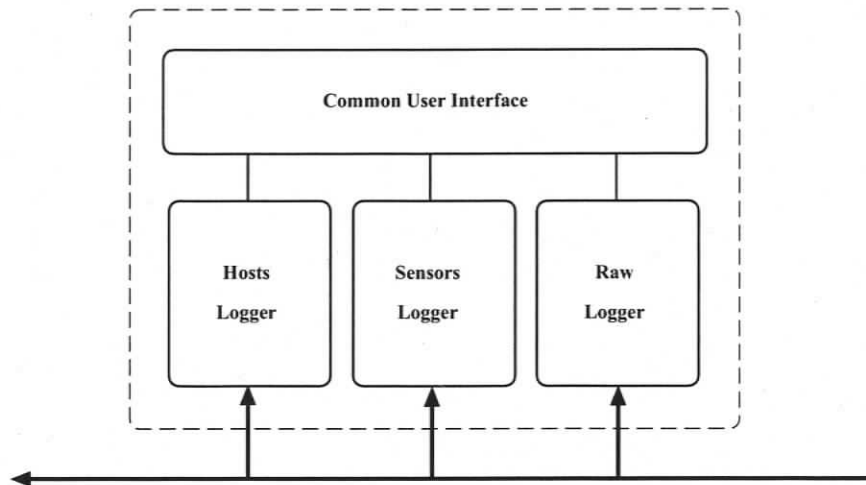 Common User Interface
Hosts
Logger
Sensors
Logger
Raw
Logger